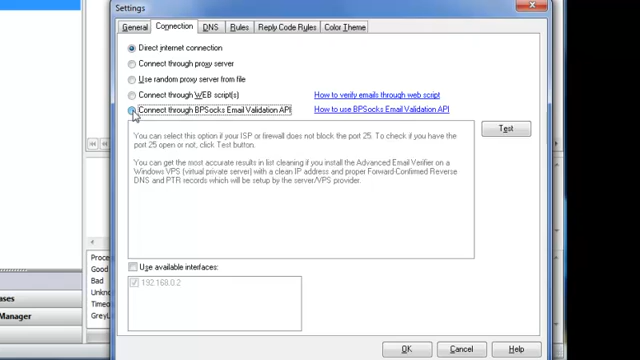 Settings
General
Connection
DNS
Rules
Reply Code Rules
Color Theme
Direct internet connection
Connect through proxy server
Use random proxy server from file
Connect through WEB script(s)
How to verify emails through web script
Connect through BPSocks Email Validation API
How to use BPSocks Email Validation API
You can select this option if your ISP or firewall does not block the port 25. To check if you have the
port 25 open or not, click Test button.
You can get the most accurate results in list cleaning if you install the Advanced Email Verifier on a
Windows VPS (virtual private server) with a clean IP address and proper Forward-Confirmed Reverse
DNS and PTR records which will be setup by the server/VPS provider.
Test
Use available interfaces:
192.168.0.2
Proce
Good
Bad
Unkno
Timeo
GreyL
ases
Manager
OK
Cancel
Help